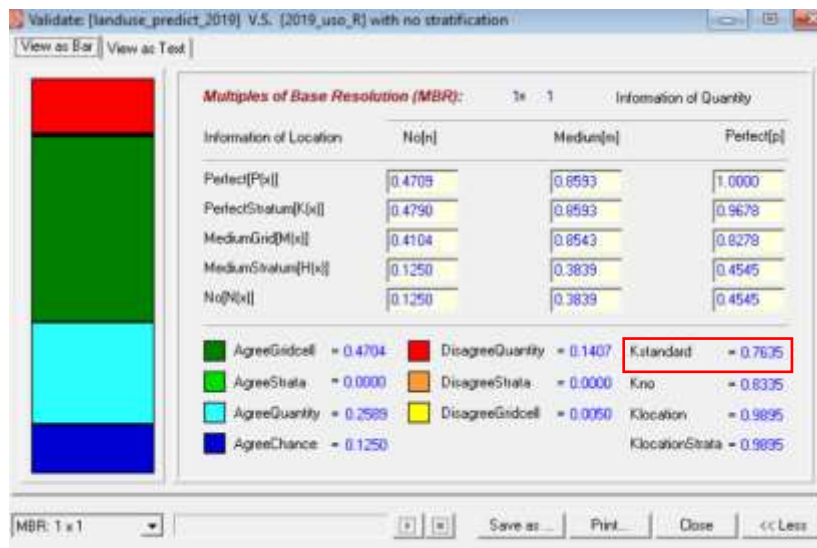 Validate: [landuse_predict_2019] V.S. [2019_uso_R] with no stratification
View as Bar View as Text
Multiples of Base Resolution (MBR): 1x 1 Information of Quantity
Information of Location No[n] Medium[m] Perfect[p]
Perfect[P(x)] 0.4709 0.8593 1.0000
PerfectStratum[K(x)] 0.4790 0.8593 0.9678
MediumGrid[M(x)] 0.4104 0.8543 0.8278
MediumStratum[H(x)] 0.1250 0.3839 0.4545
No[N(x)] 0.1250 0.3839 0.4545
AgreeGridcell = 0.4704 DisagreeQuantity = 0.1407 Kstandard = 0.7635
AgreeStrata = 0.0000 DisagreeStrata = 0.0000 Kno = 0.8335
AgreeQuantity = 0.2589 DisagreeGridcell = 0.0050 Klocation = 0.9895
AgreeChance = 0.1250 KlocationStrata = 0.9895
MBR: 1 x 1 Save as ... Print... Close << Less